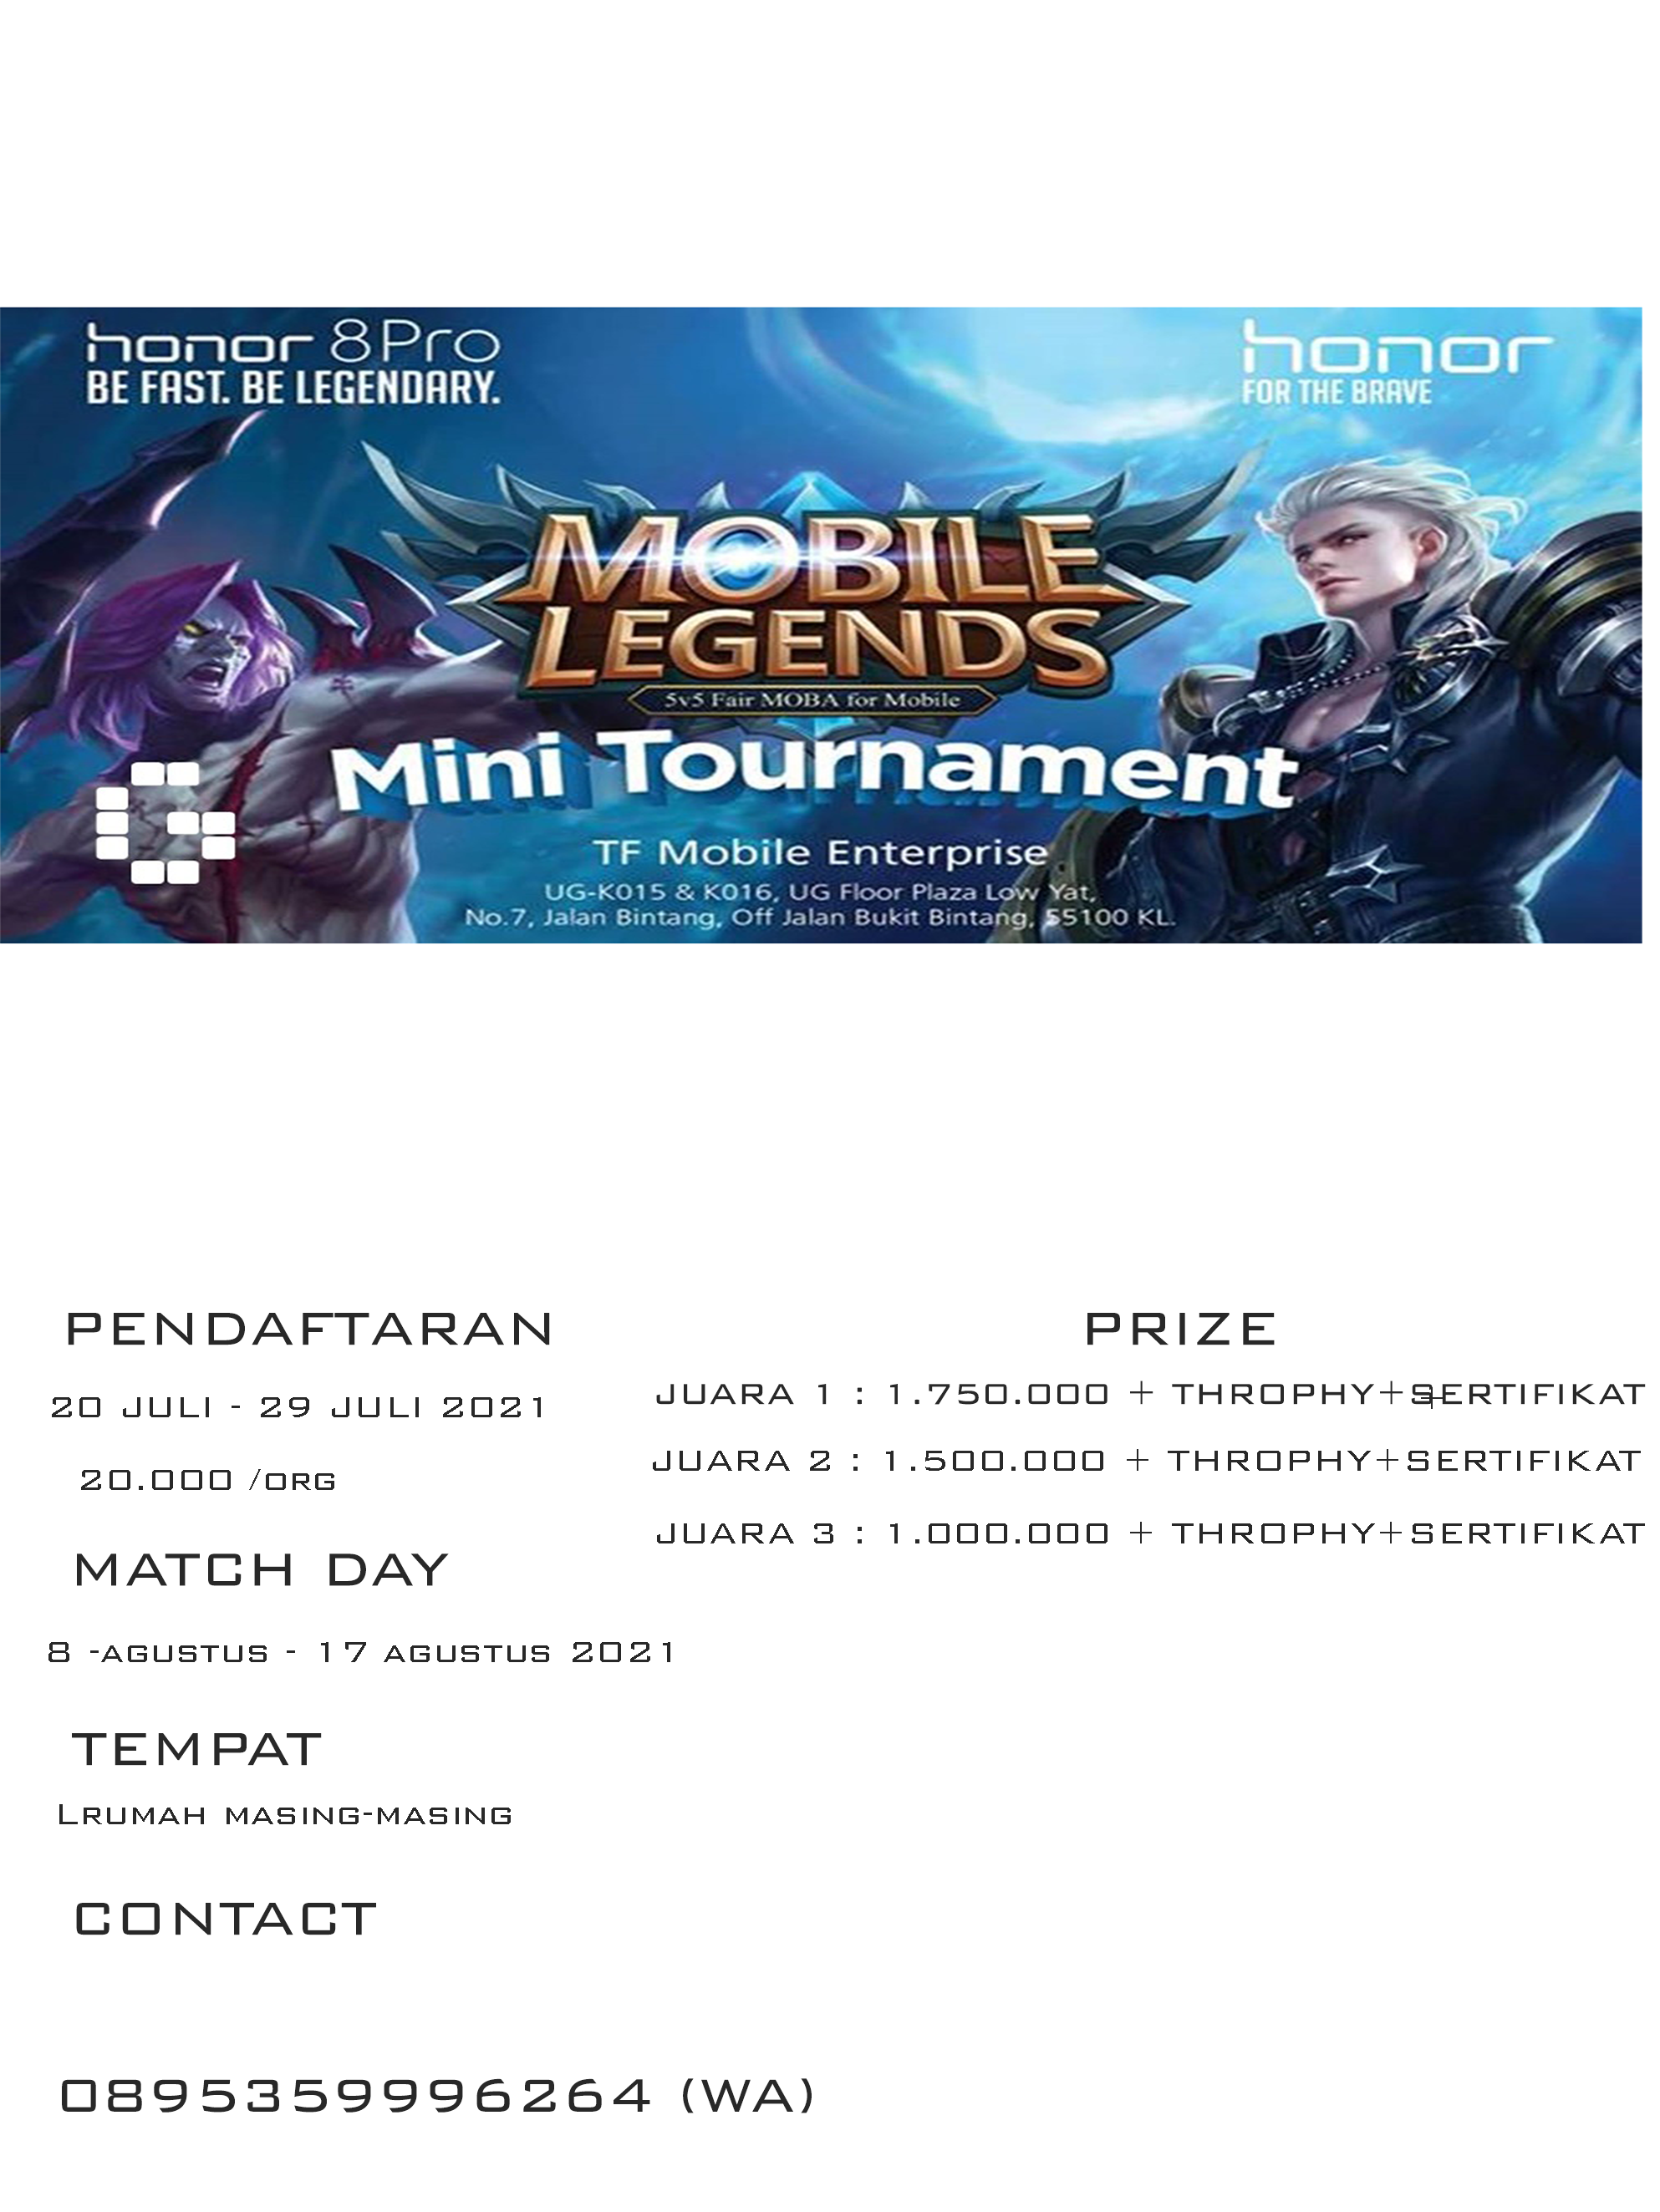 honor 8Pro
BE FAST. BE LEGENDARY.
honor
FOR THE BRAVE
MOBILE
LEGENDS
5v5 Fair MOBA for Mobile
Mini Tournament
G
TF Mobile Enterprise
UG-K015 & K016, UG Floor Plaza Low Yat,
No.7, Jalan Bintang, Off Jalan Bukit Bintang, 55100 KL.
PENDAFTARAN
20 JULI - 29 JULI 2021
20.000 /ORG
MATCH DAY
8 -AGUSTUS - 17 AGUSTUS 2021
TEMPAT
LRUMAH MASING-MASING
CONTACT
0895359996264 (WA)
PRIZE
JUARA 1 : 1.750.000 + THROPHY+SERTIFIKAT
+
JUARA 2 : 1.500.000 + THROPHY+SERTIFIKAT
JUARA 3 : 1.000.000 + THROPHY+SERTIFIKAT